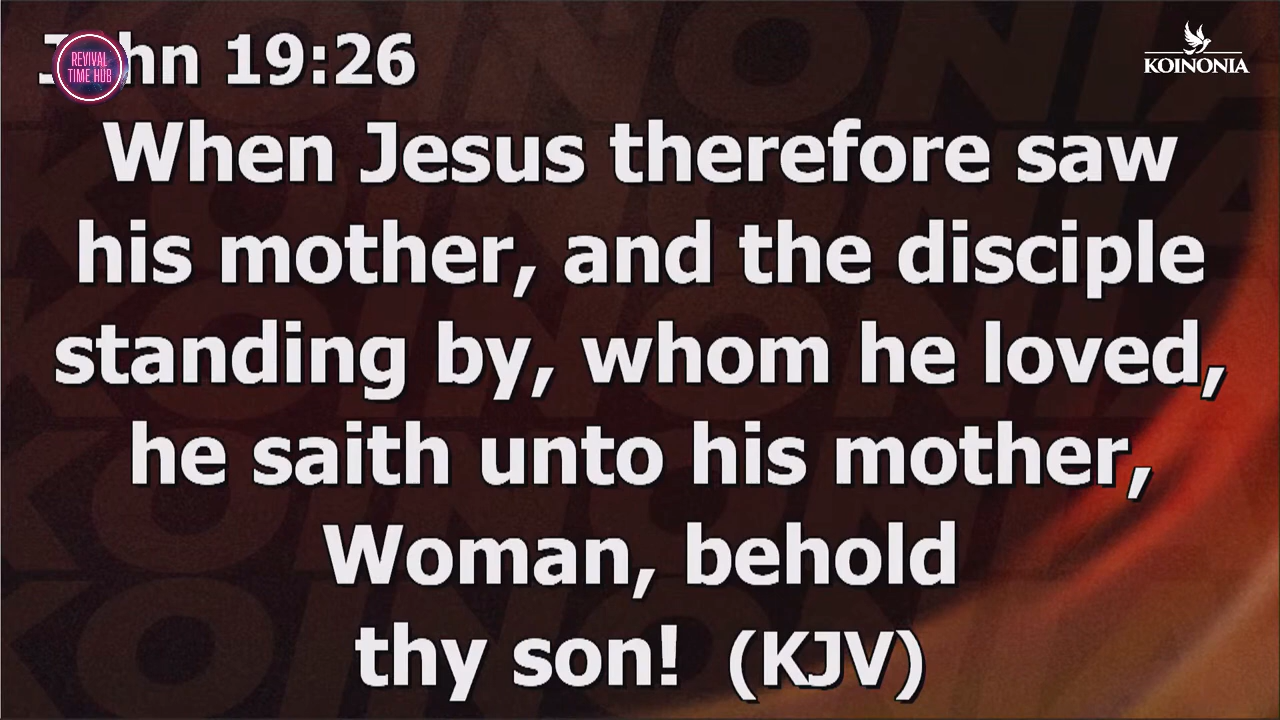 John 19:26
REVIVAL
TIME HUB
KOINONIA
When Jesus therefore saw
his mother, and the disciple
standing by, whom he loved,
he saith unto his mother,
Woman, behold
thy son! (KJV)